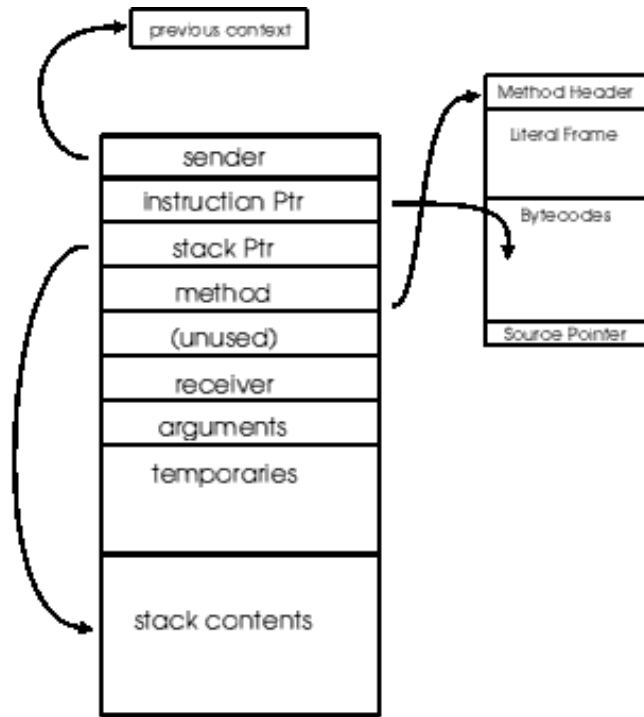 previous context
sender
instruction Ptr
stack Ptr
method
(unused)
receiver
arguments
temporaries
stack contents
Method Header
Literal Frame
Bytecodes
Source Pointer